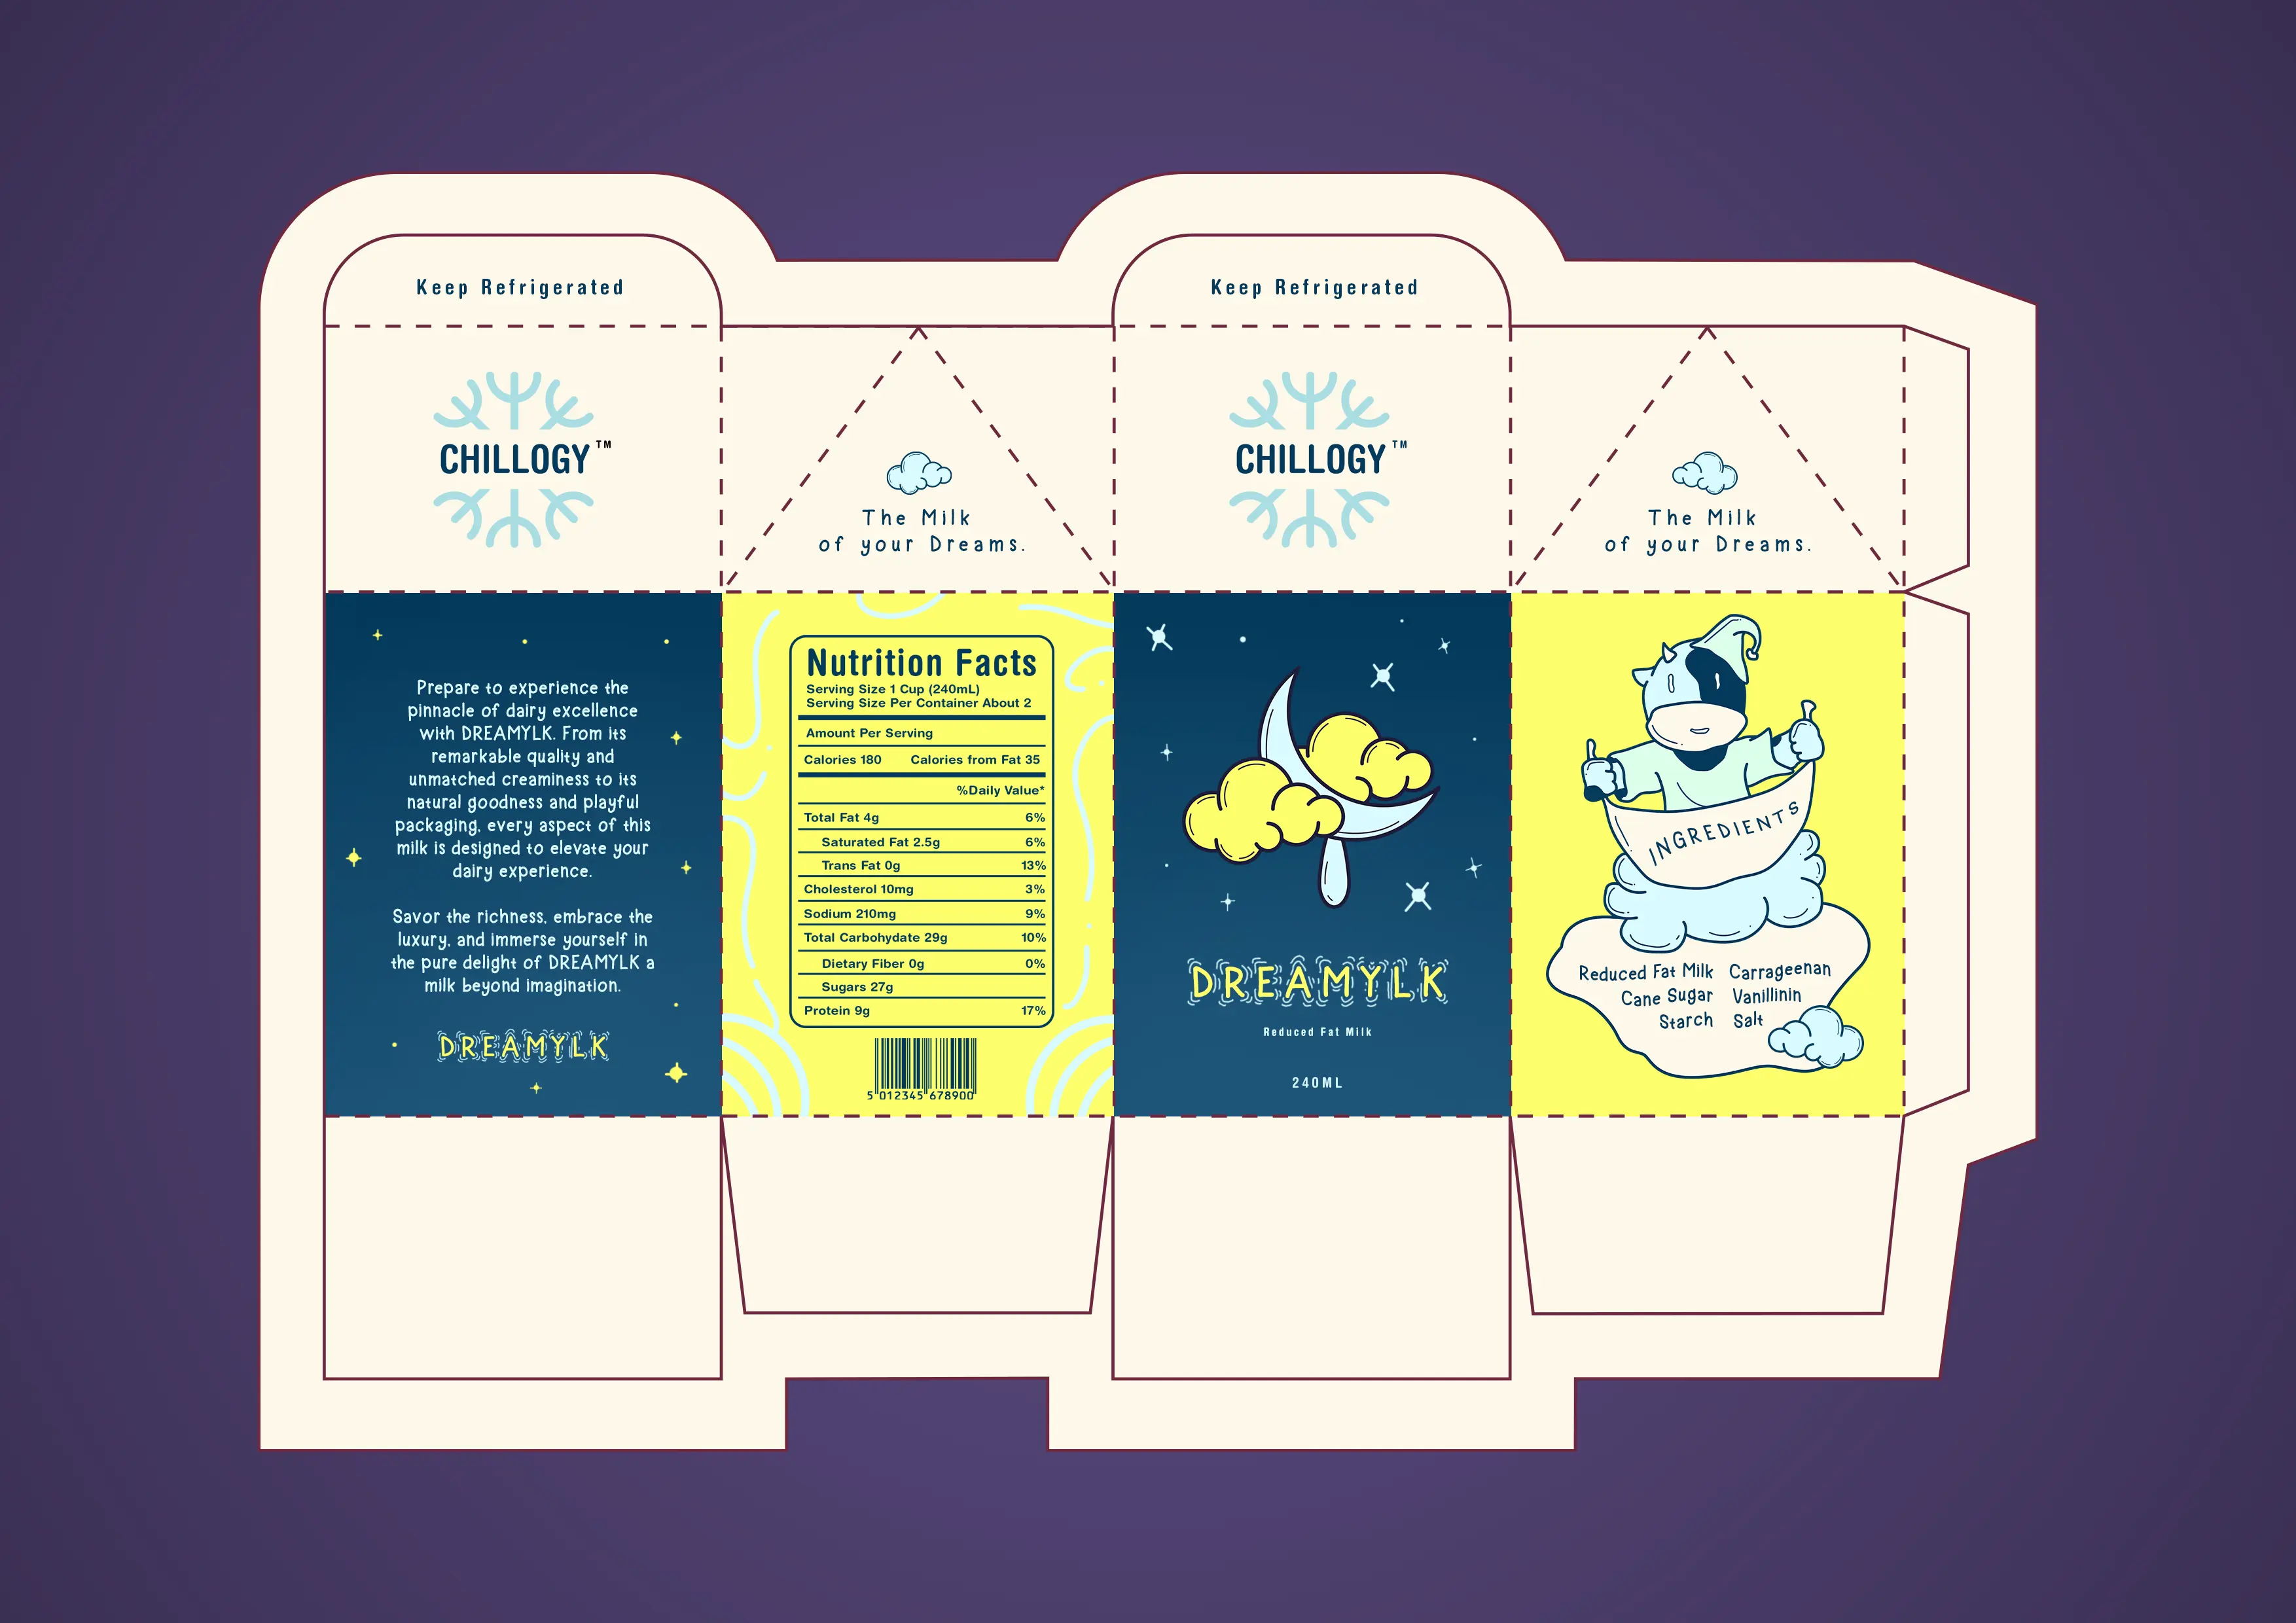 Keep Refrigerated
CHILLOGY™
The Milk
of your Dreams.
Keep Refrigerated
CHILLOGY™
The Milk
of your Dreams.
Prepare to experience the
pinnacle of dairy excellence
with DREAMYLK. From its
remarkable quality and
unmatched creaminess to its
natural goodness and playful
packaging, every aspect of this
milk is designed to elevate your
dairy experience.
Savor the richness, embrace the
luxury, and immerse yourself in
the pure delight of DREAMYLK a
milk beyond imagination.
DREAMYLK
Nutrition Facts
Serving Size 1 Cup (240mL)
Serving Size Per Container About 2
Amount Per Serving
Calories 180 Calories from Fat 35
%Daily Value*
Total Fat 4g 6%
Saturated Fat 2.5g 6%
Trans Fat 0g 13%
Cholesterol 10mg 3%
Sodium 210mg 9%
Total Carbohydate 29g 10%
Dietary Fiber 0g 0%
Sugars 27g
Protein 9g 17%
5 012345 678900
DREAMYLK
Reduced Fat Milk
240ML
INGREDIENTS
Reduced Fat Milk Carrageenan
Cane Sugar Vanillinin
Starch Salt